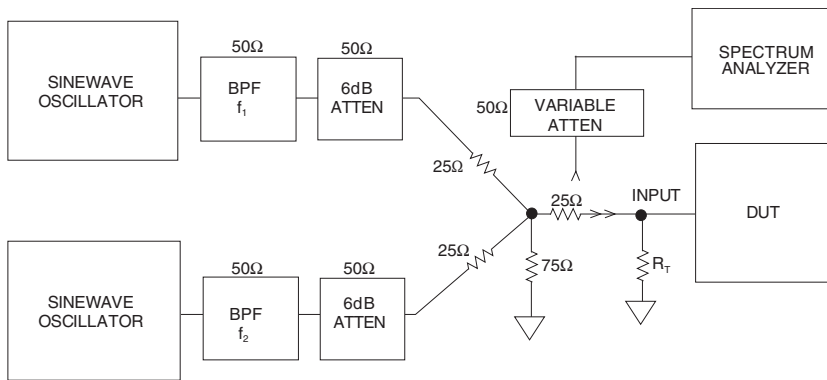 50Ω
50Ω
SINEWAVE
OSCILLATOR
BPF
f₁
6dB
ATTEN
SPECTRUM
ANALYZER
50Ω
VARIABLE
ATTEN
25Ω
25Ω
INPUT
DUT
25Ω
75Ω
R_T
50Ω
50Ω
SINEWAVE
OSCILLATOR
BPF
f₂
6dB
ATTEN